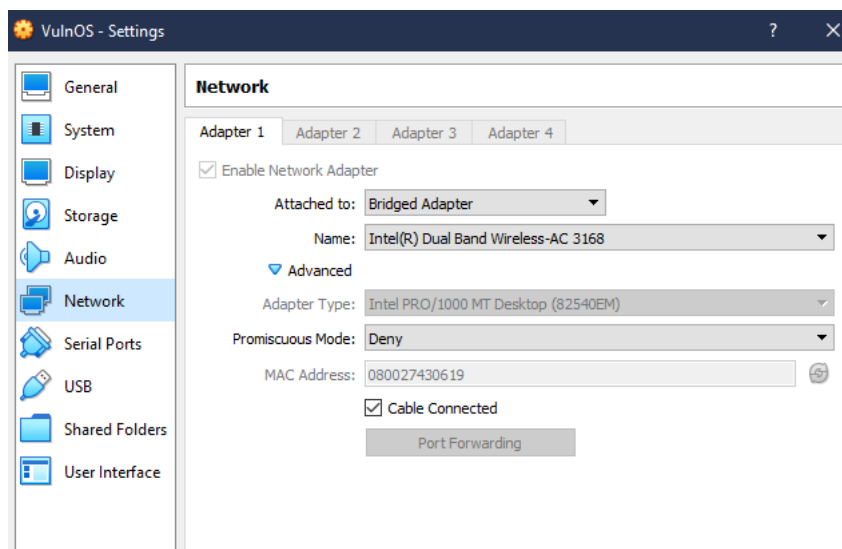 VulnOS - Settings
?
General
System
Display
Storage
Audio
Network
Serial Ports
USB
Shared Folders
User Interface
Network
Adapter 1 Adapter 2 Adapter 3 Adapter 4
Enable Network Adapter
Attached to: Bridged Adapter
Name: Intel(R) Dual Band Wireless-AC 3168
Advanced
Adapter Type: Intel PRO/1000 MT Desktop (82540EM)
Promiscuous Mode: Deny
MAC Address: 080027430619
Cable Connected
Port Forwarding